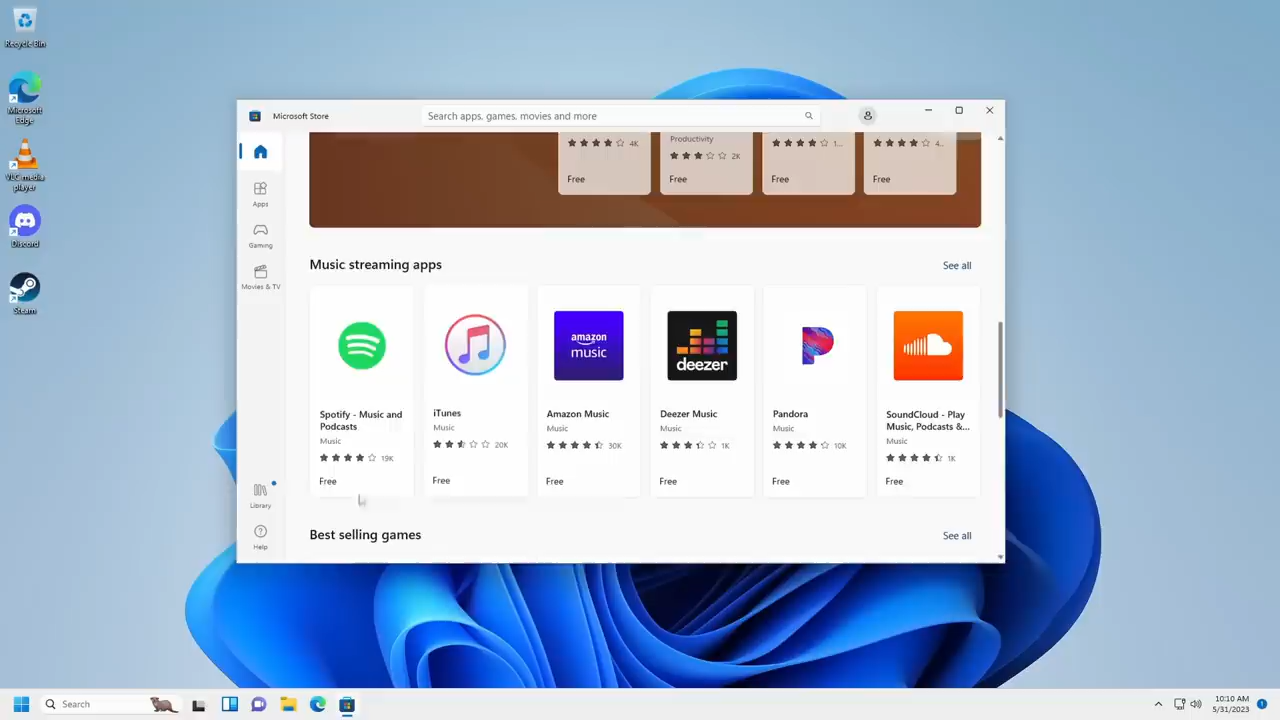 Recycle Bin
Microsoft
Edge
VLC media
player
Discord
Steam
Microsoft Store
Search apps, games, movies and more
Apps
Gaming
Movies & TV
Library
Help
4K
Free
Productivity
2K
Free
1...
Free
4..
Free
Music streaming apps
See all
Spotify - Music and
Podcasts
Music
19K
Free
iTunes
Music
20K
Free
amazon
music
Amazon Music
Music
30K
Free
deezer
Deezer Music
Music
1K
Free
Pandora
Music
10K
Free
SoundCloud - Play
Music, Podcasts &...
Music
1K
Free
Best selling games
See all
Search
10:10 AM
5/31/2023
1